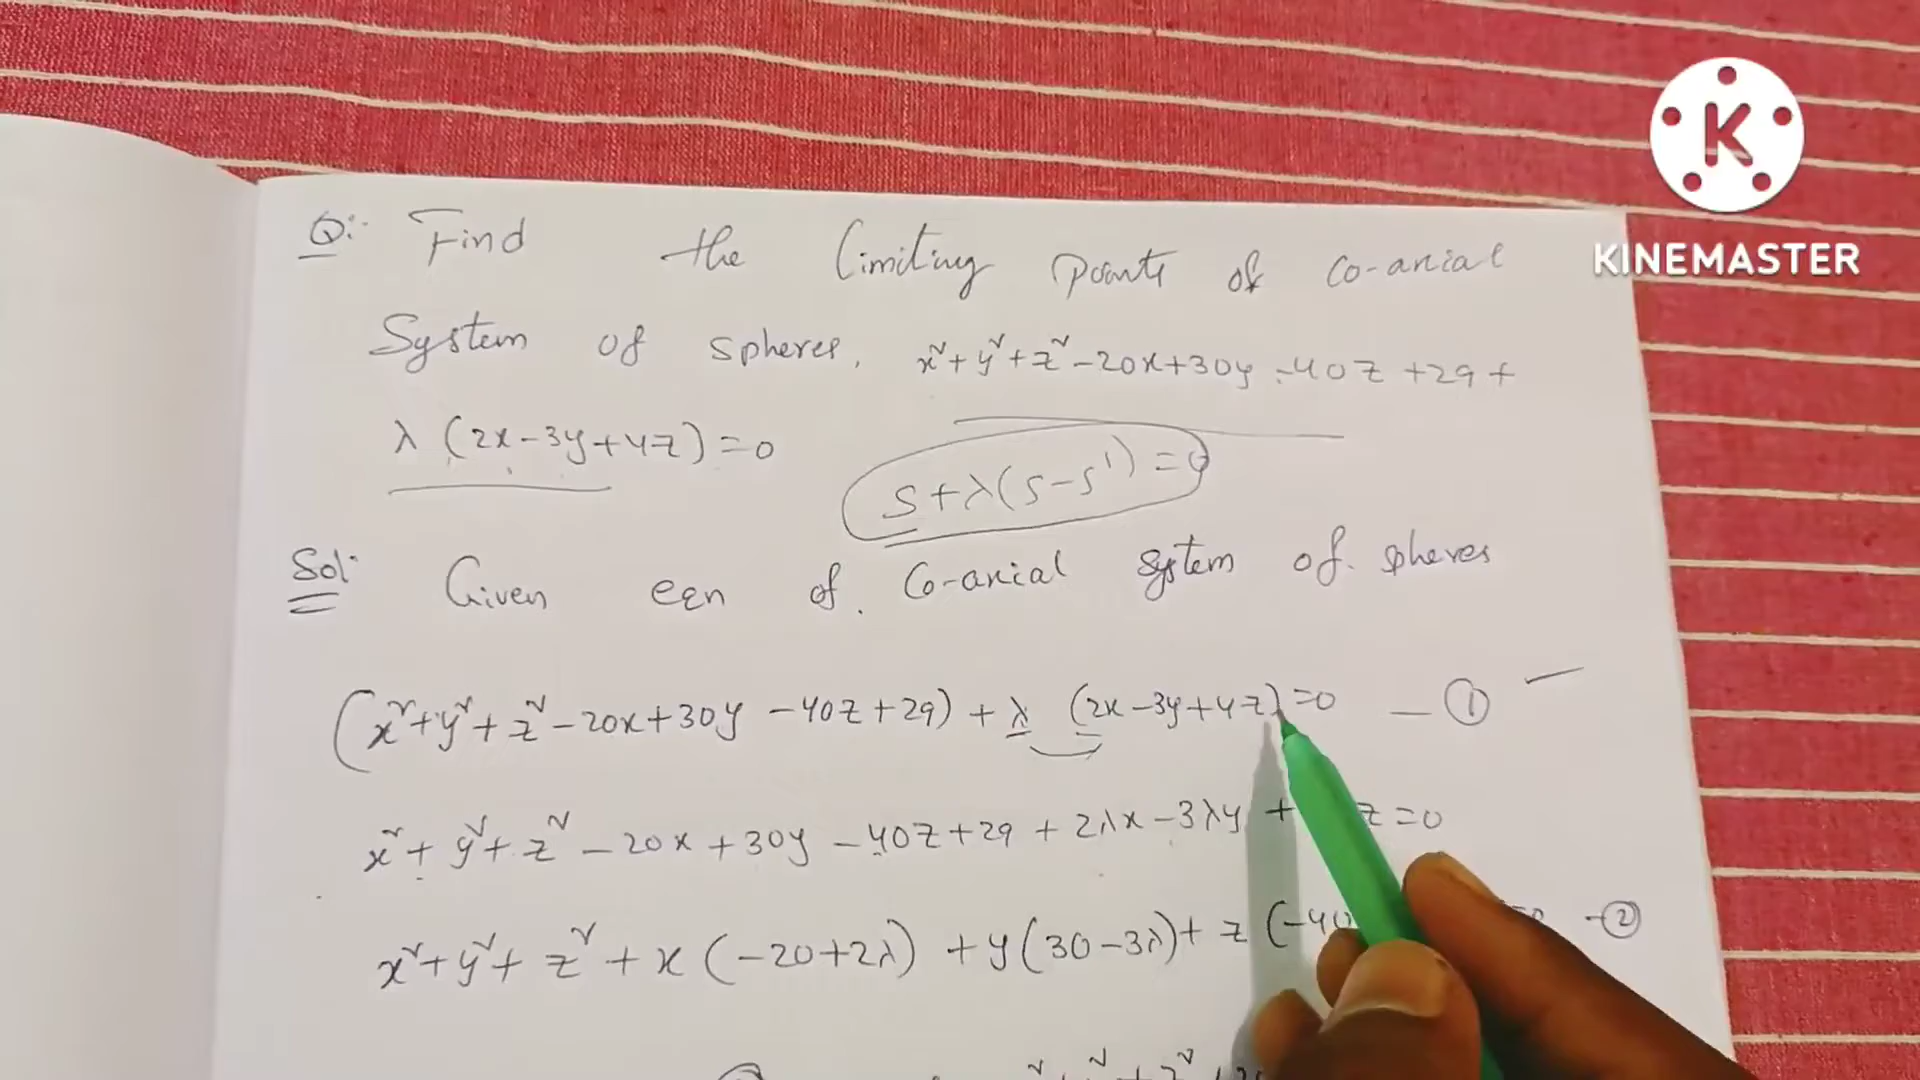 K
KINEMASTER
Q:- Find the limiting points of co-axial
System of spheres, x²+y²+z²-20x+30y-40z+29+
λ(2x-3y+4z)=0
S+λ(S-S')=0
Sol: Given eqn of Co-axial System of spheres
(x²+y²+z²-20x+30y-40z+29)+λ(2x-3y+4z)=0 - ①
x²+y²+z²-20x+30y-40z+29+2λx-3λy+ z=0
x²+y²+z²+x(-20+2λ)+y(30-3λ)+z(-40 =0 - ②